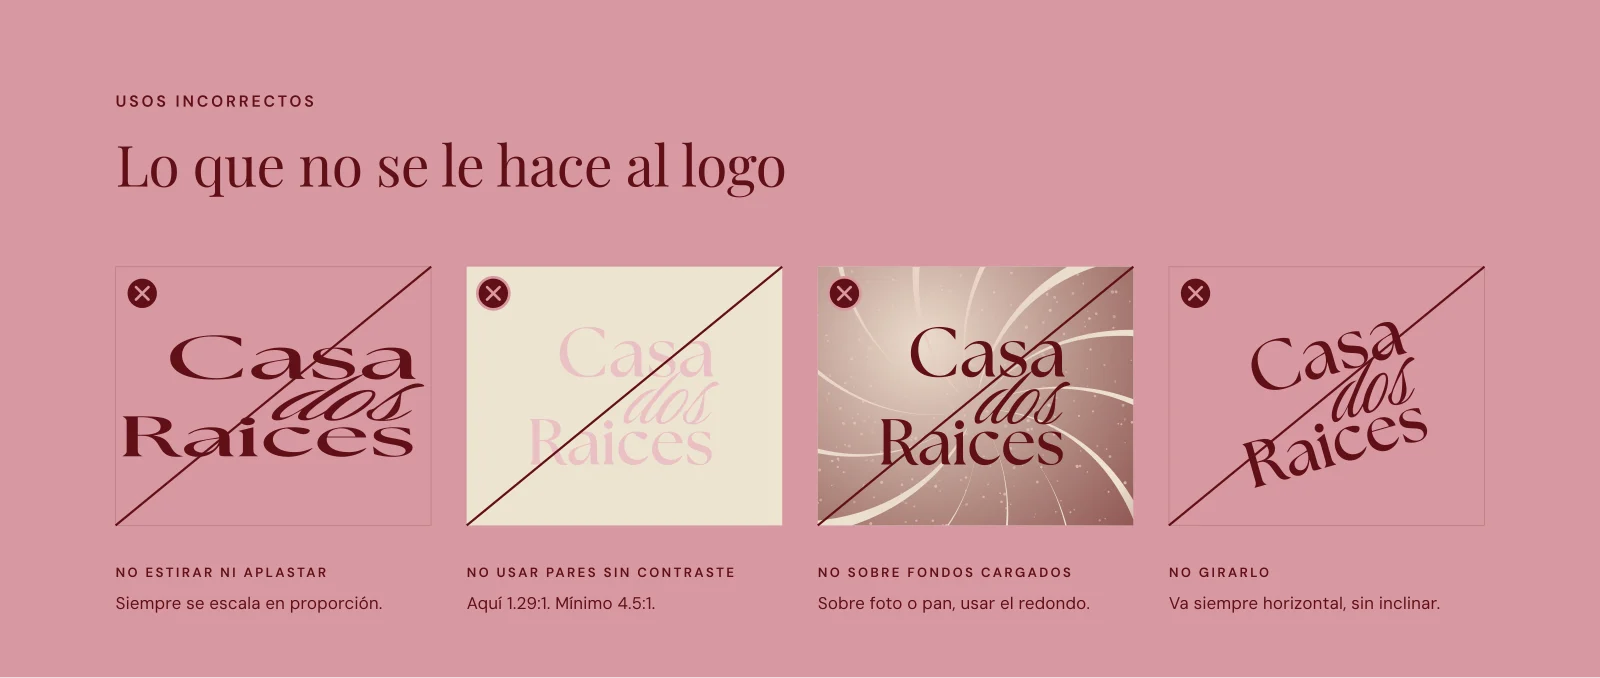 USOS INCORRECTOS
Lo que no se le hace al logo
Casa
dos
Raices
NO ESTIRAR NI APLASTAR
Siempre se escala en proporción.
Casa
dos
Raices
NO USAR PARES SIN CONTRASTE
Aquí 1.29:1. Mínimo 4.5:1.
Casa
dos
Raices
NO SOBRE FONDOS CARGADOS
Sobre foto o pan, usar el redondo.
Casa
dos
Raices
NO GIRARLO
Va siempre horizontal, sin inclinar.